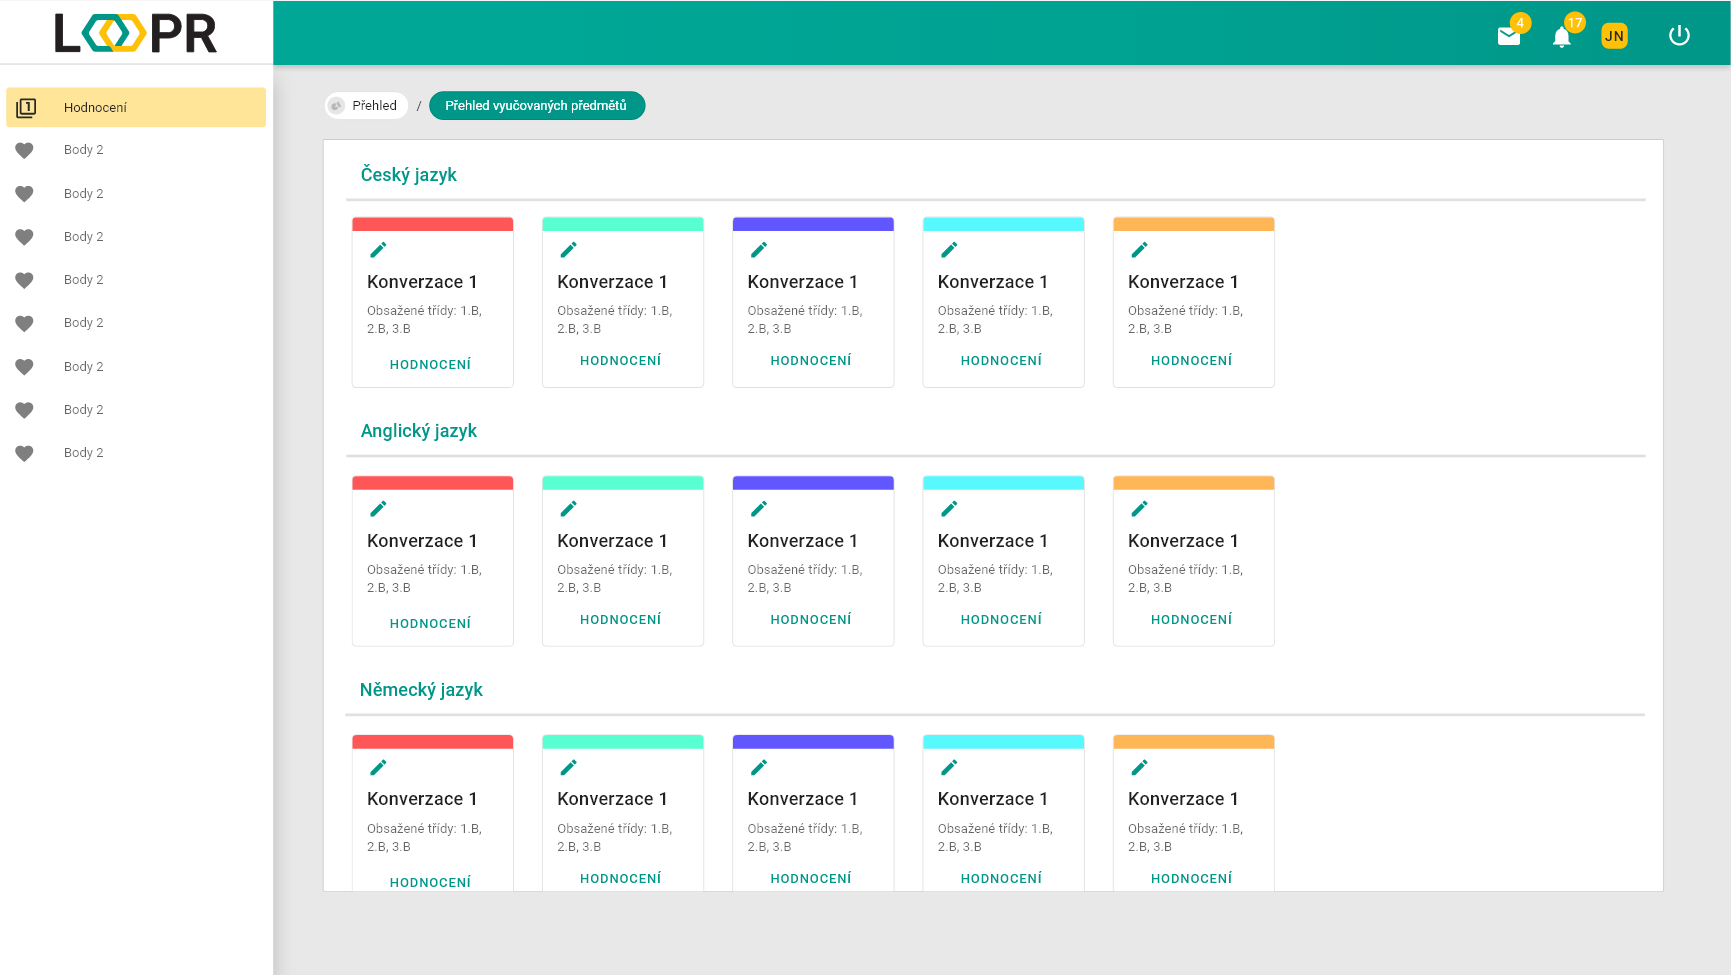 LOOPR
4
17
JN
Hodnocení
Body 2
Body 2
Body 2
Body 2
Body 2
Body 2
Body 2
Body 2
Přehled / Přehled vyučovaných předmětů
Český jazyk
Konverzace 1
Obsažené třídy: 1.B,
2.B, 3.B
HODNOCENÍ
Konverzace 1
Obsažené třídy: 1.B,
2.B, 3.B
HODNOCENÍ
Konverzace 1
Obsažené třídy: 1.B,
2.B, 3.B
HODNOCENÍ
Konverzace 1
Obsažené třídy: 1.B,
2.B, 3.B
HODNOCENÍ
Konverzace 1
Obsažené třídy: 1.B,
2.B, 3.B
HODNOCENÍ
Anglický jazyk
Konverzace 1
Obsažené třídy: 1.B,
2.B, 3.B
HODNOCENÍ
Konverzace 1
Obsažené třídy: 1.B,
2.B, 3.B
HODNOCENÍ
Konverzace 1
Obsažené třídy: 1.B,
2.B, 3.B
HODNOCENÍ
Konverzace 1
Obsažené třídy: 1.B,
2.B, 3.B
HODNOCENÍ
Konverzace 1
Obsažené třídy: 1.B,
2.B, 3.B
HODNOCENÍ
Německý jazyk
Konverzace 1
Obsažené třídy: 1.B,
2.B, 3.B
HODNOCENÍ
Konverzace 1
Obsažené třídy: 1.B,
2.B, 3.B
HODNOCENÍ
Konverzace 1
Obsažené třídy: 1.B,
2.B, 3.B
HODNOCENÍ
Konverzace 1
Obsažené třídy: 1.B,
2.B, 3.B
HODNOCENÍ
Konverzace 1
Obsažené třídy: 1.B,
2.B, 3.B
HODNOCENÍ